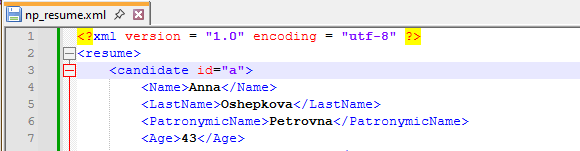 np_resume.xml
1 <?xml version = "1.0" encoding = "utf-8" ?>
2 <resume>
3 <candidate id="a">
4 <Name>Anna</Name>
5 <LastName>Oshepkova</LastName>
6 <PatronymicName>Petrovna</PatronymicName>
7 <Age>43</Age>